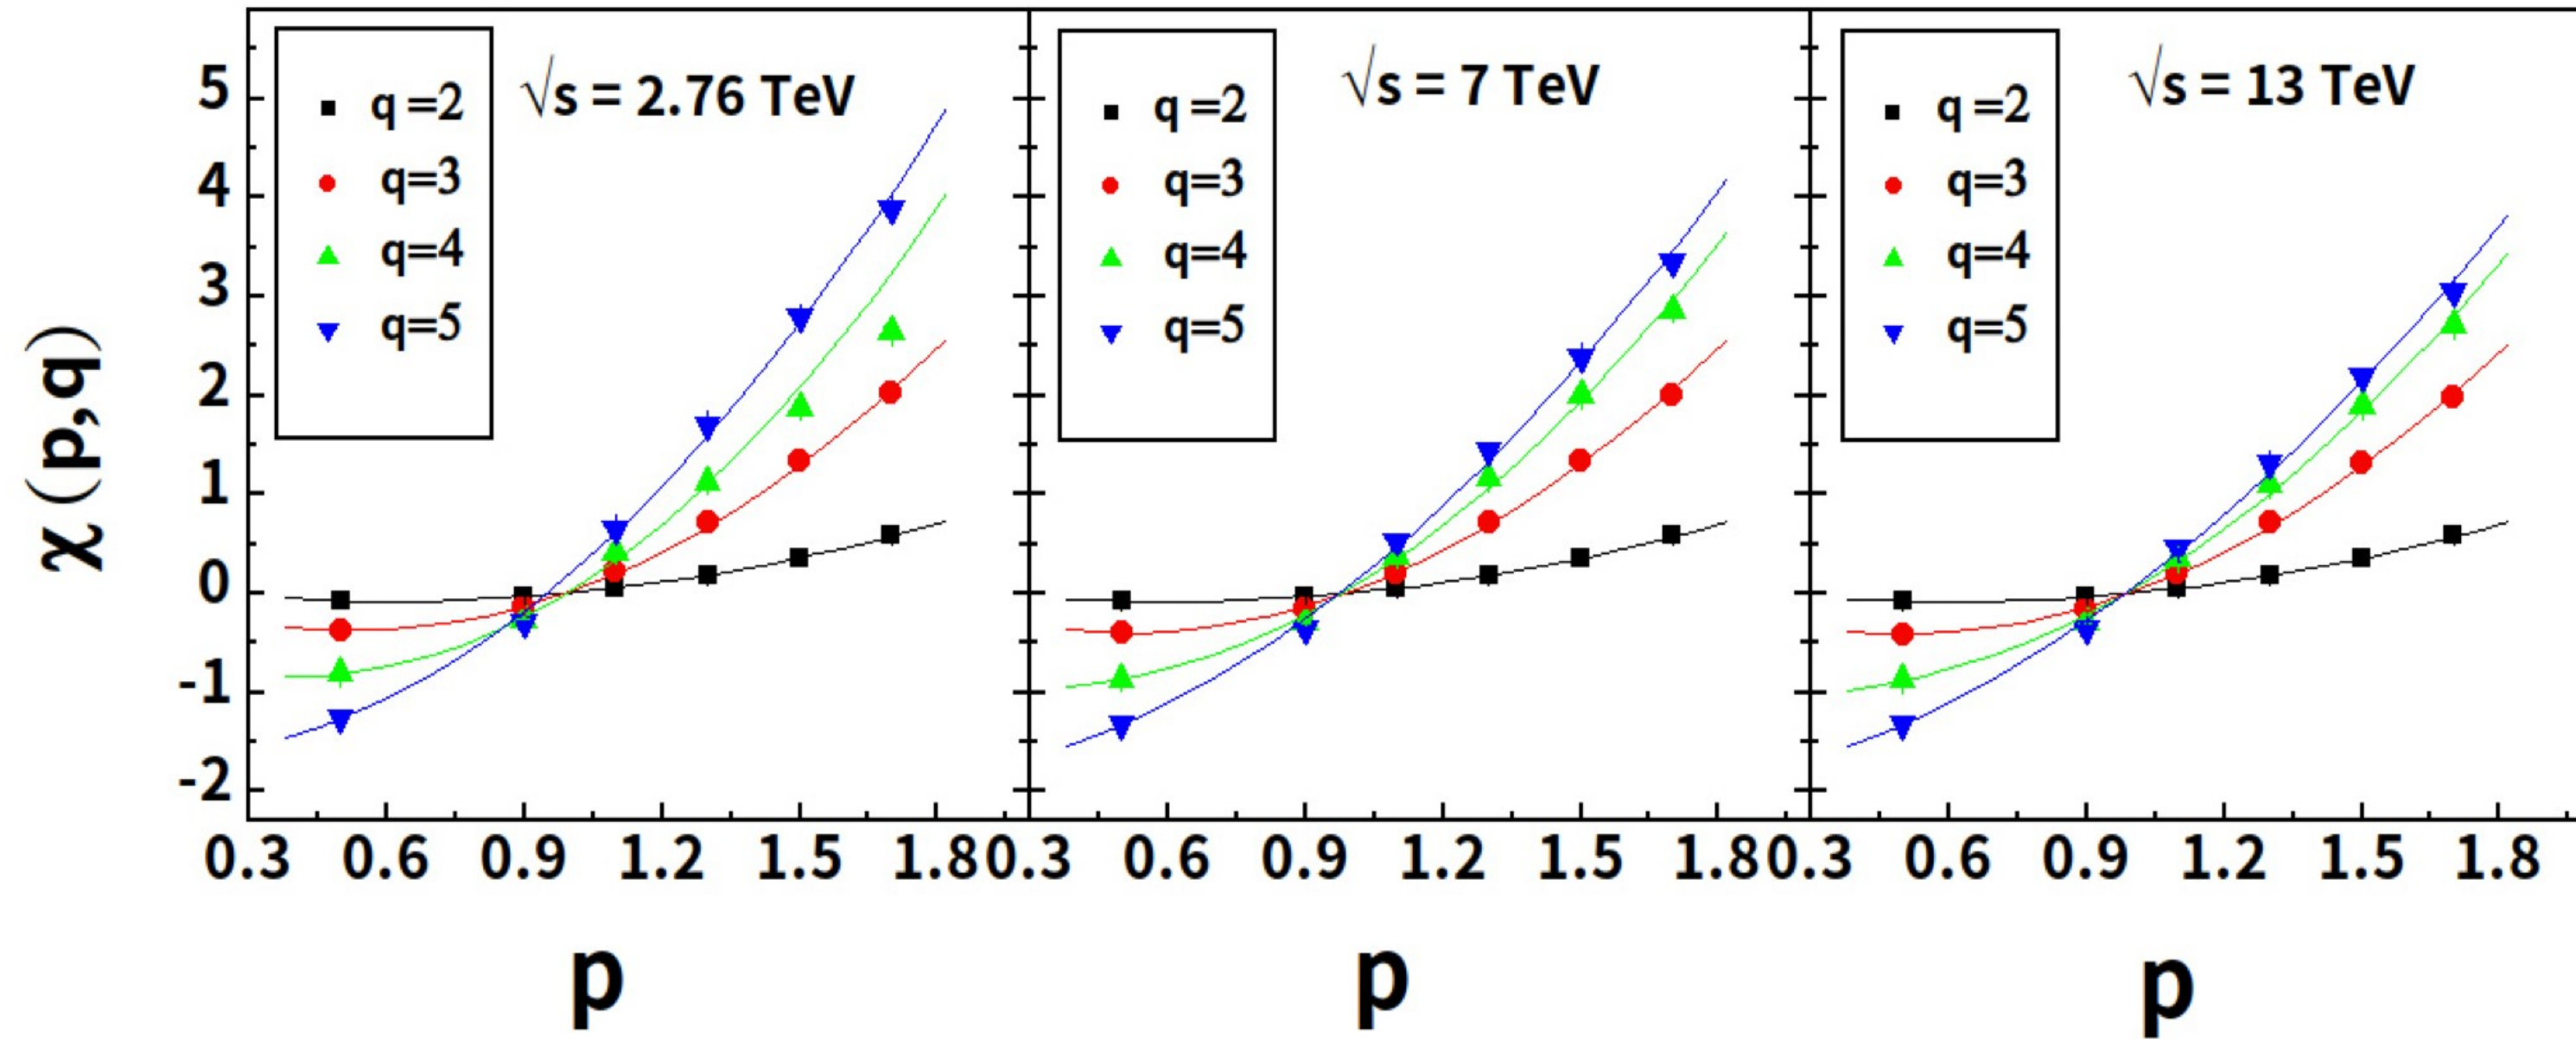 √s = 2.76 TeV
q =2
q=3
q=4
q=5
√s = 7 TeV
q =2
q=3
q=4
q=5
√s = 13 TeV
q =2
q=3
q=4
q=5
χ (p,q)
5
4
3
2
1
0
-1
-2
0.3 0.6 0.9 1.2 1.5 1.8 0.3 0.6 0.9 1.2 1.5 1.8 0.3 0.6 0.9 1.2 1.5 1.8
p p p